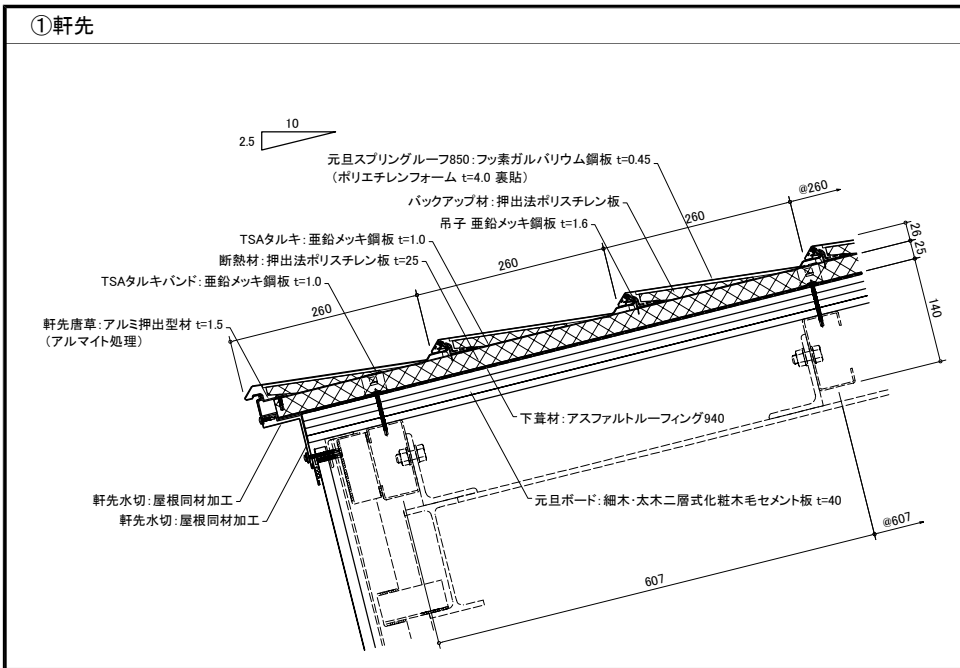 ①軒先
10
2.5
元旦スプリングルーフ850:フッ素ガルバリウム鋼板 t=0.45
(ポリエチレンフォーム t=4.0 裏貼)
バックアップ材:押出法ポリスチレン板
吊子 亜鉛メッキ鋼板 t=1.6
TSAタルキ:亜鉛メッキ鋼板 t=1.0
断熱材:押出法ポリスチレン板 t=25
TSAタルキバンド:亜鉛メッキ鋼板 t=1.0
軒先唐草:アルミ押出型材 t=1.5
(アルマイト処理)
260
260
260
@260
26
25
140
下葺材:アスファルトルーフィング940
元旦ボード:細木・太木二層式化粧木毛セメント板 t=40
軒先水切:屋根同材加工
軒先水切:屋根同材加工
@607
607